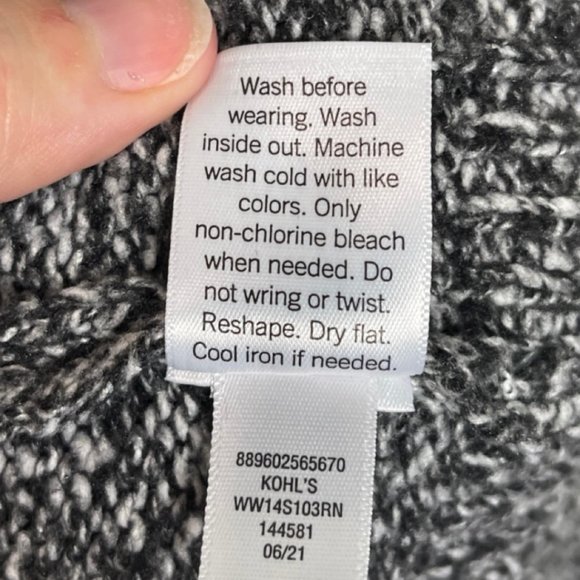 Wash before
wearing. Wash
inside out. Machine
wash cold with like
colors. Only
non-chlorine bleach
when needed. Do
not wring or twist.
Reshape. Dry flat.
Cool iron if needed.
889602565670
KOHL'S
WW14S103RN
144581
06/21